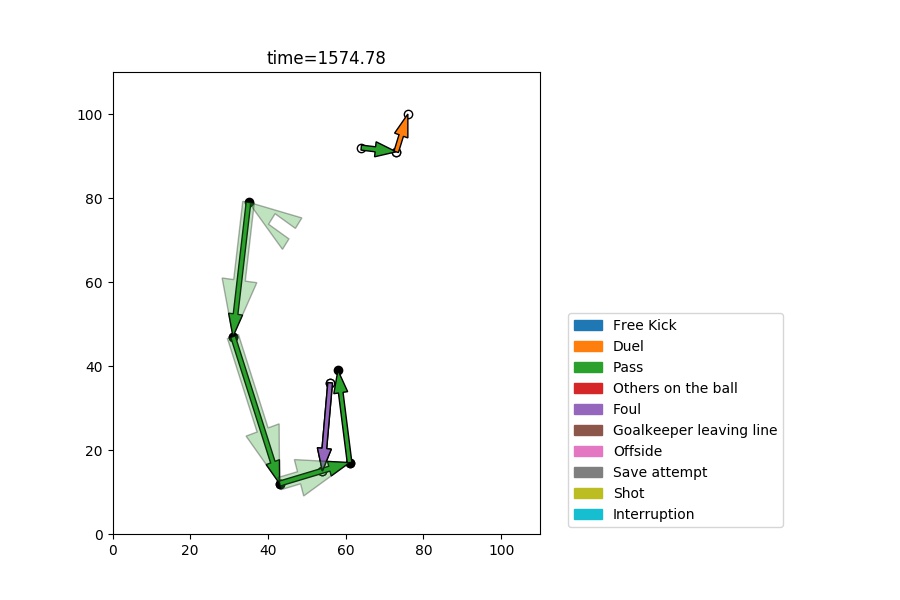 time=1574.78
100
80
60
40
20
0
0 20 40 60 80 100
Free Kick
Duel
Pass
Others on the ball
Foul
Goalkeeper leaving line
Offside
Save attempt
Shot
Interruption